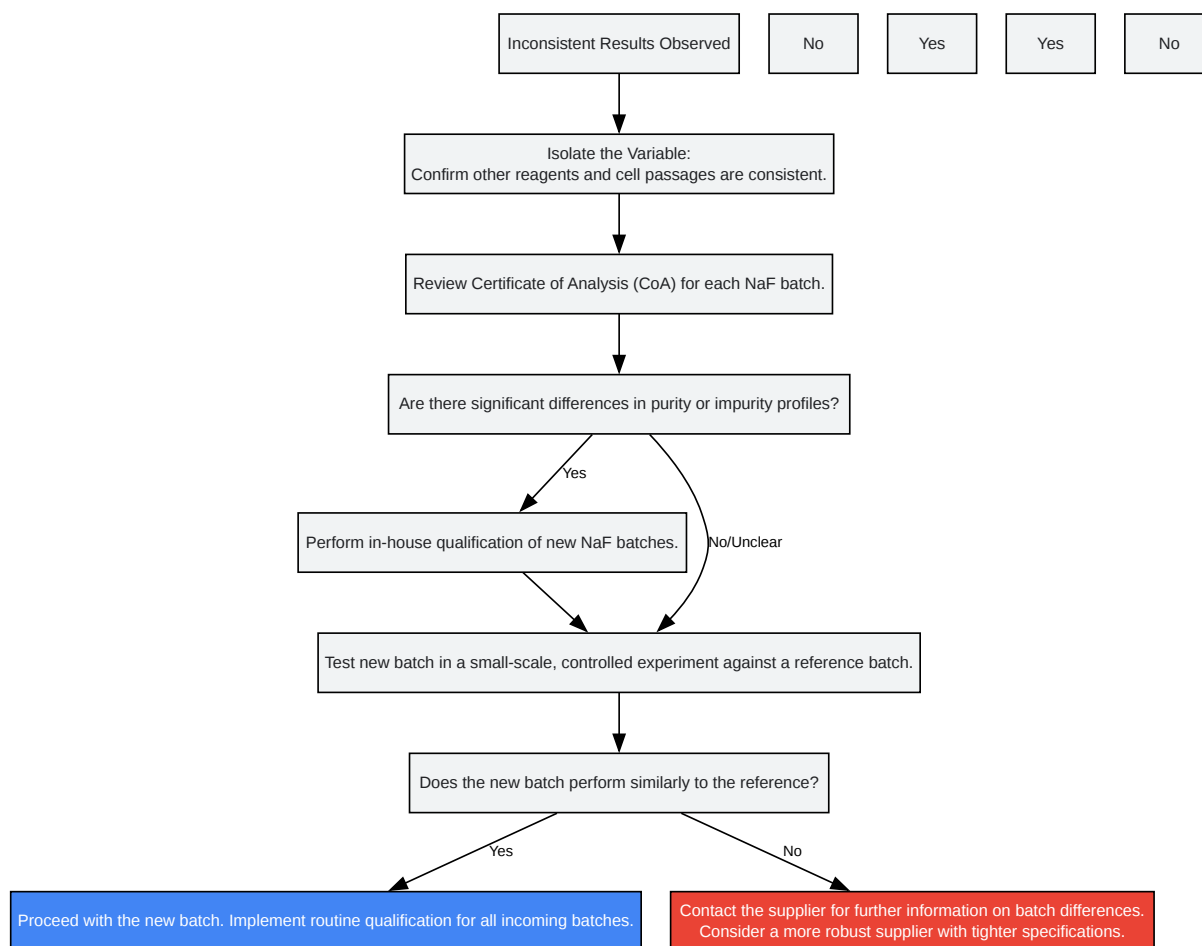 Inconsistent Results Observed
No
Yes
Yes
No
Isolate the Variable:
Confirm other reagents and cell passages are consistent.
Review Certificate of Analysis (CoA) for each NaF batch.
Are there significant differences in purity or impurity profiles?
Yes
Perform in-house qualification of new NaF batches.
No/Unclear
Test new batch in a small-scale, controlled experiment against a reference batch.
Does the new batch perform similarly to the reference?
Yes
No
Proceed with the new batch. Implement routine qualification for all incoming batches.
Contact the supplier for further information on batch differences.
Consider a more robust supplier with tighter specifications.